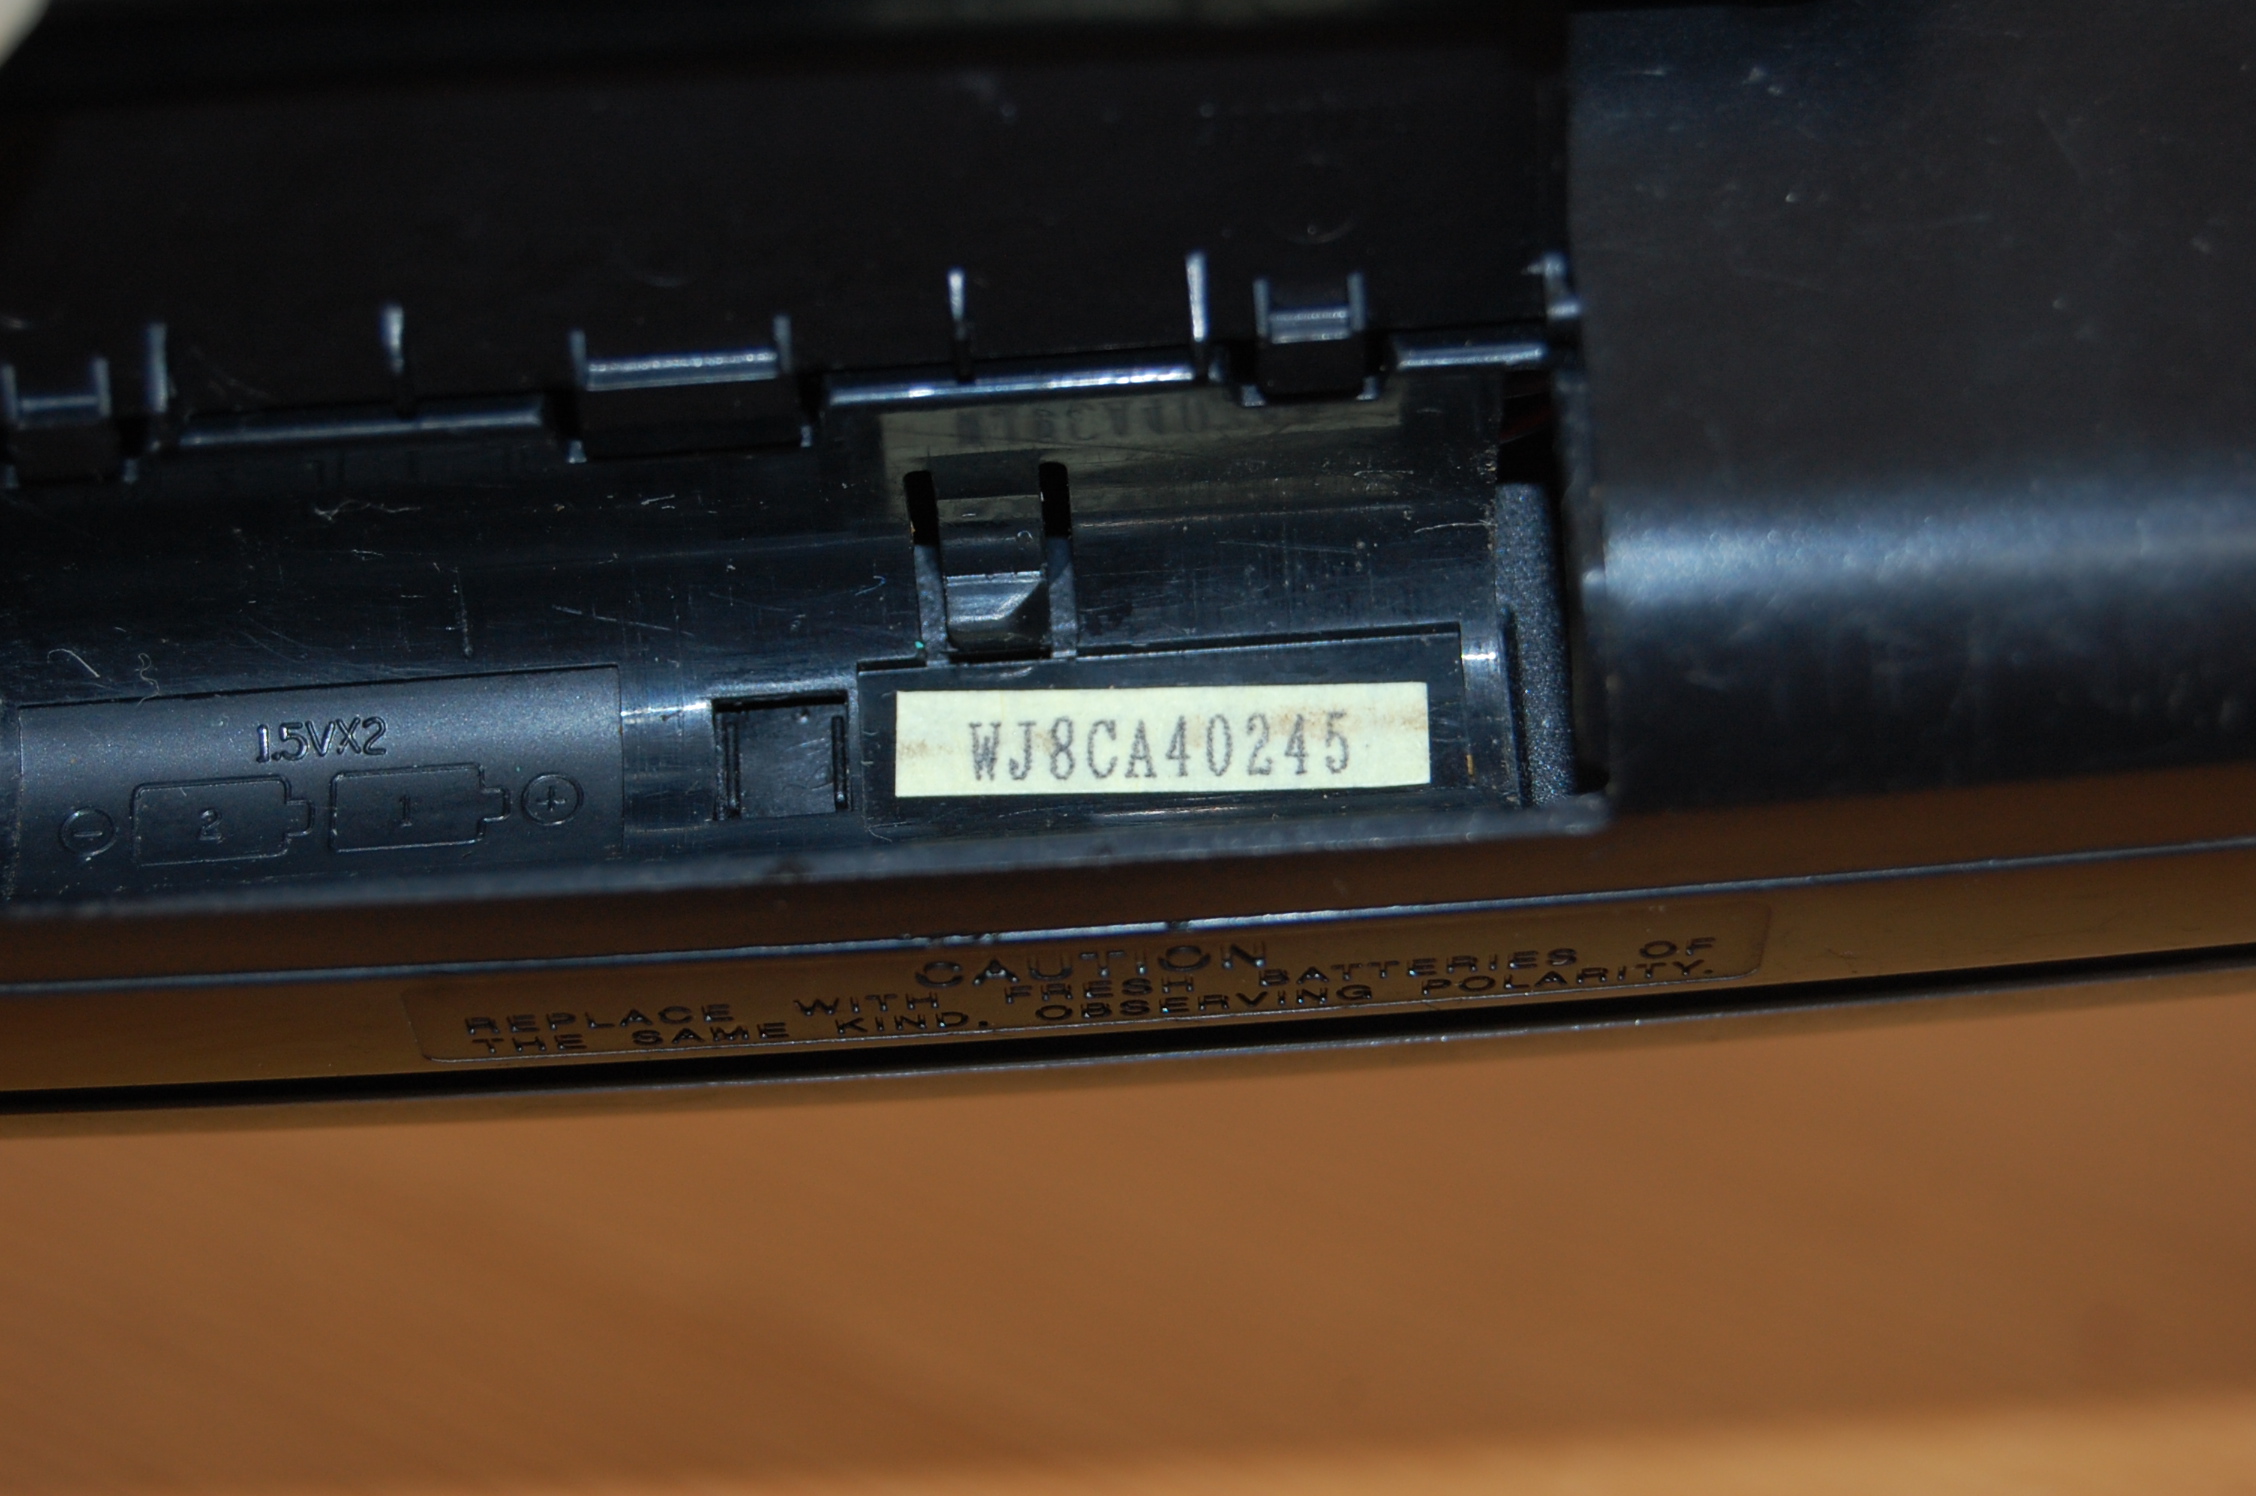 1.5VX2
- 2 1 +
WJ8CA40245
CAUTION
REPLACE WITH FRESH BATTERIES OF
THE SAME KIND, OBSERVING POLARITY.